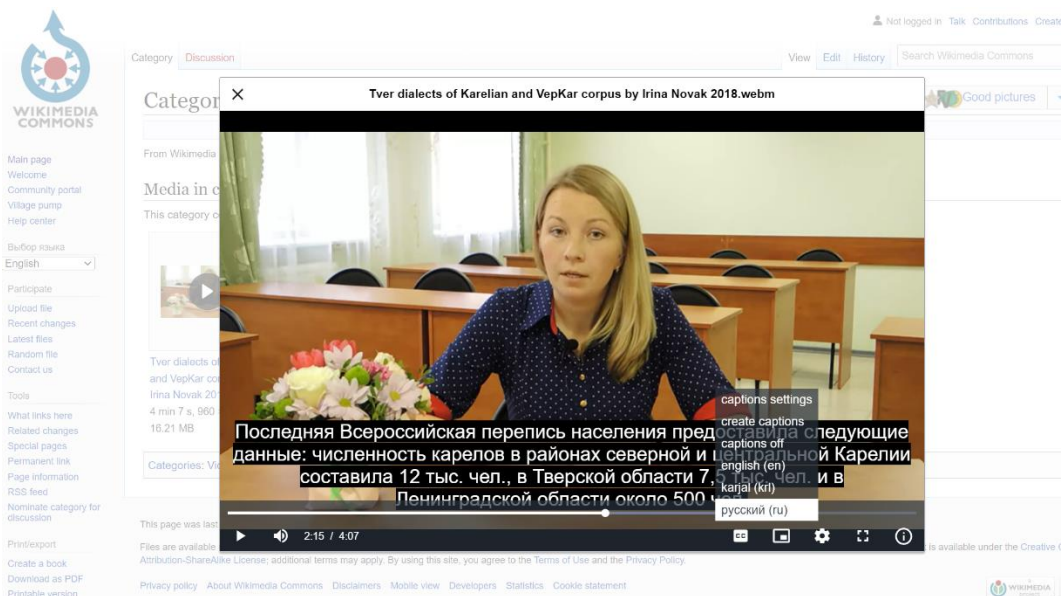 Not logged in Talk Contributions Create
Category Discussion
View Edit History Search Wikimedia Commons
WIKIMEDIA
COMMONS
Categor
Good pictures
Tver dialects of Karelian and VepKar corpus by Irina Novak 2018.webm
From Wikimedia
Media in c
This category c
Main page
Welcome
Community portal
Village pump
Help center
Выбор языка
English
Participate
Upload file
Recent changes
Latest files
Random file
Contact us
Tools
What links here
Related changes
Special pages
Permanent link
Page information
RSS feed
Nominate category for
discussion
Print/export
Create a book
Download as PDF
Printable version
Tver dialects of
and VepKar cor
Irina Novak 20
4 min 7 s, 960
16.21 MB
Categories: Vi
captions settings
create captions
captions off
english (en)
karjal (krl)
русский (ru)
Последняя Всероссийская перепись населения предоставила следующие
данные: численность карелов в районах северной и центральной Карелии
составила 12 тыс. чел., в Тверской области 7,5 тыс. чел. и в
Ленинградской области около 500 чел.
2:15 / 4:07
This page was last
Files are available
is available under the Creative
Attribution-ShareAlike License; additional terms may apply. By using this site, you agree to the Terms of Use and the Privacy Policy.
Privacy policy About Wikimedia Commons Disclaimers Mobile view Developers Statistics Cookie statement
WIKIMEDIA